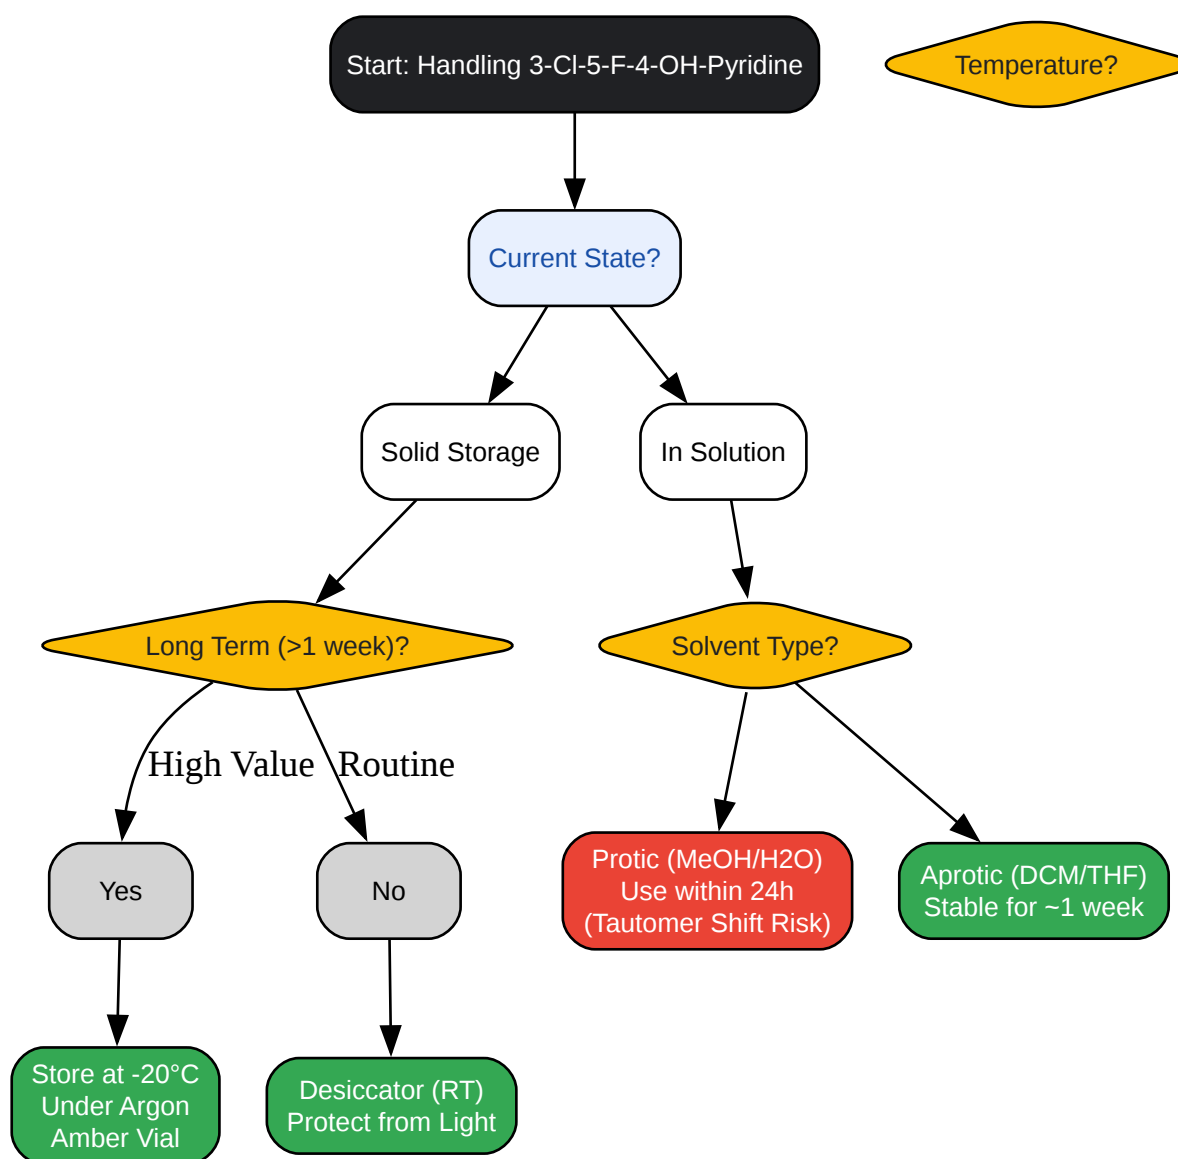 Start: Handling 3-Cl-5-F-4-OH-Pyridine
Temperature?
Current State?
Solid Storage
In Solution
Long Term (>1 week)?
Solvent Type?
High Value
Routine
Yes
No
Protic (MeOH/H2O)
Use within 24h
(Tautomer Shift Risk)
Aprotic (DCM/THF)
Stable for ~1 week
Store at -20°C
Under Argon
Amber Vial
Desiccator (RT)
Protect from Light